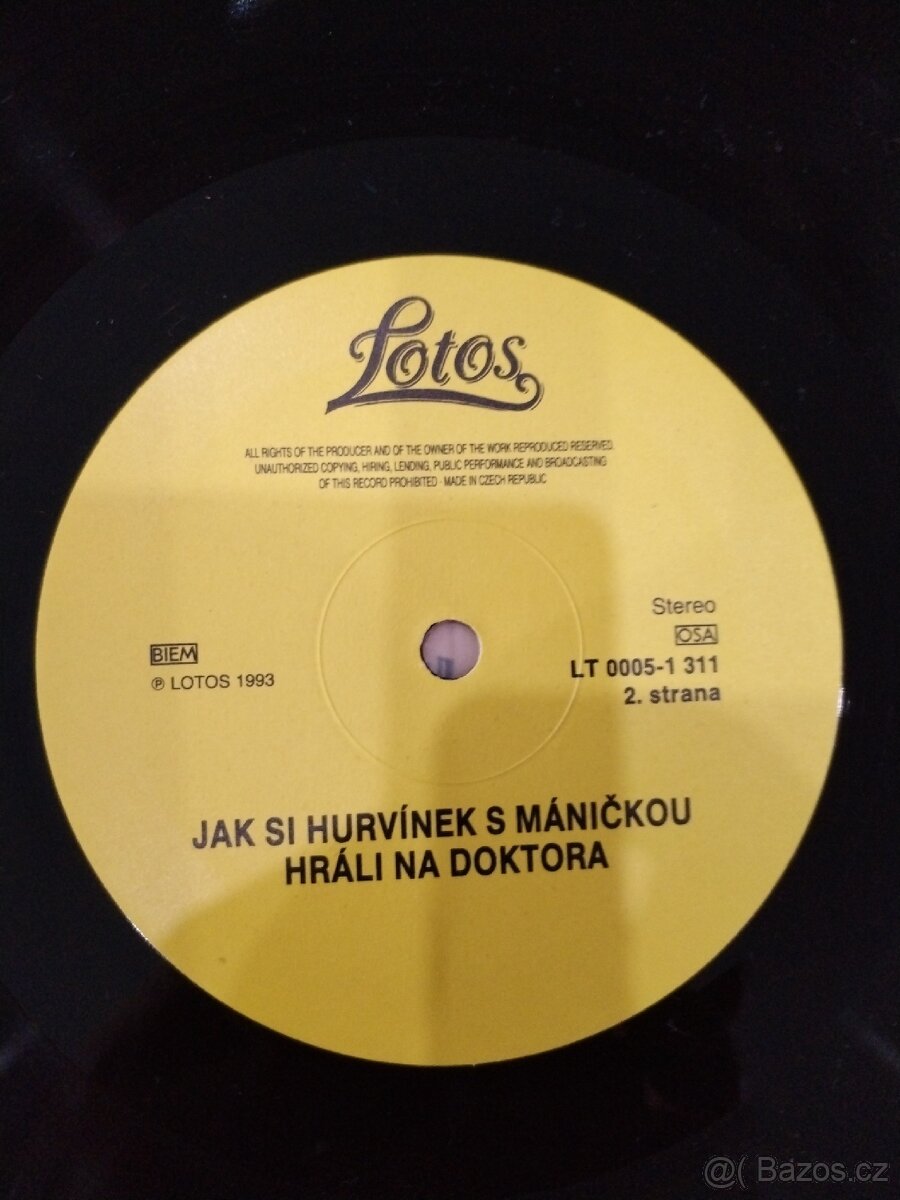 Lotos
ALL RIGHTS OF THE PRODUCER AND OF THE OWNER OF THE WORK REPRODUCED RESERVED.
UNAUTHORIZED COPYING, HIRING, LENDING, PUBLIC PERFORMANCE AND BROADCASTING
OF THIS RECORD PROHIBITED · MADE IN CZECH REPUBLIC
Stereo
OSA
BIEM
LT 0005-1 311
℗ LOTOS 1993
2. strana
JAK SI HURVÍNEK S MÁNIČKOU
HRÁLI NA DOKTORA
@( Bazos.cz